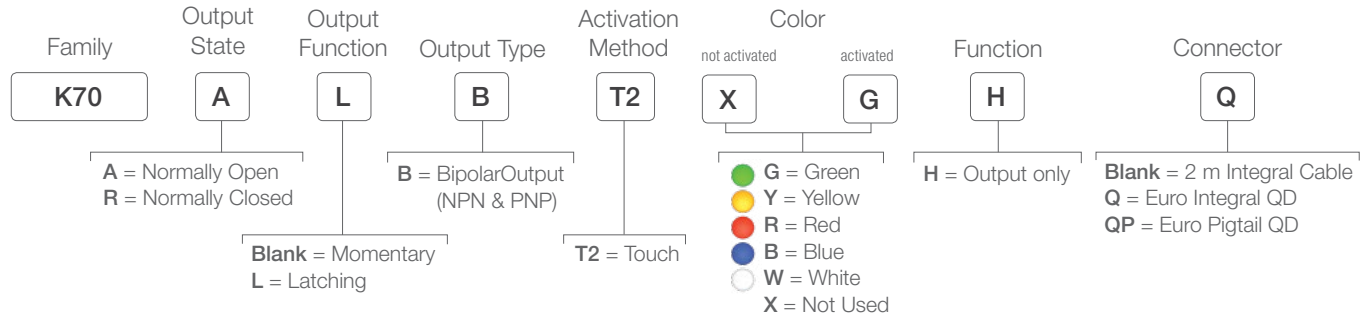 Family
Output
State
Output
Function
Output Type
Activation
Method
Color
not activated
activated
Function
Connector
K70
A
L
B
T2
X
G
H
Q
A = Normally Open
R = Normally Closed
Blank = Momentary
L = Latching
B = BipolarOutput
(NPN & PNP)
T2 = Touch
G = Green
Y = Yellow
R = Red
B = Blue
W = White
X = Not Used
H = Output only
Blank = 2 m Integral Cable
Q = Euro Integral QD
QP = Euro Pigtail QD